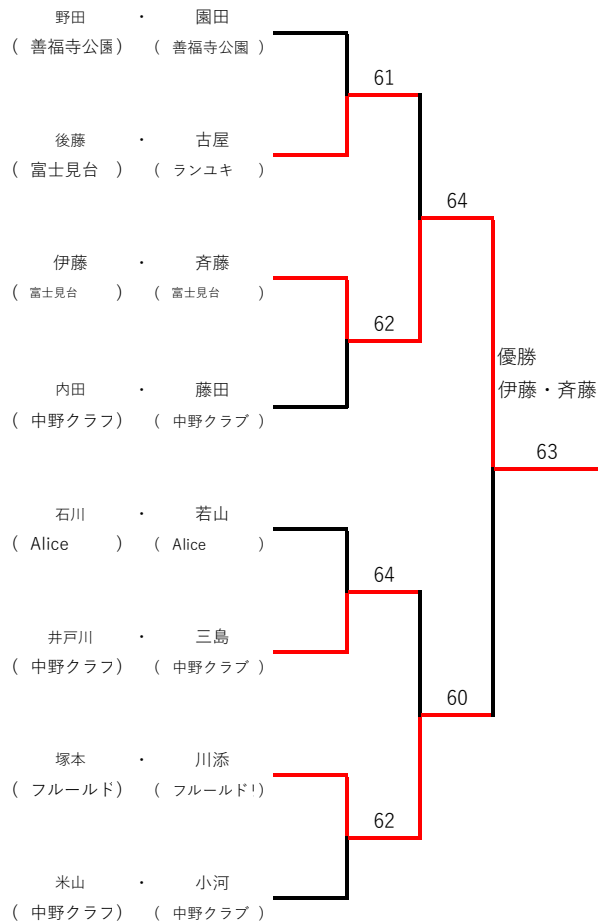 野田 ・ 園田
( 善福寺公園) ( 善福寺公園 )
61
後藤 ・ 古屋
( 富士見台 ) ( ランユキ )
64
伊藤 ・ 斉藤
( 富士見台 ) ( 富士見台 )
62
優勝
内田 ・ 藤田
伊藤・斉藤
( 中野クラフ) ( 中野クラブ )
63
石川 ・ 若山
( Alice ) ( Alice )
64
井戸川 ・ 三島
( 中野クラフ) ( 中野クラブ )
60
塚本 ・ 川添
( フルールド) ( フルールド )
62
米山 ・ 小河
( 中野クラフ) ( 中野クラブ )